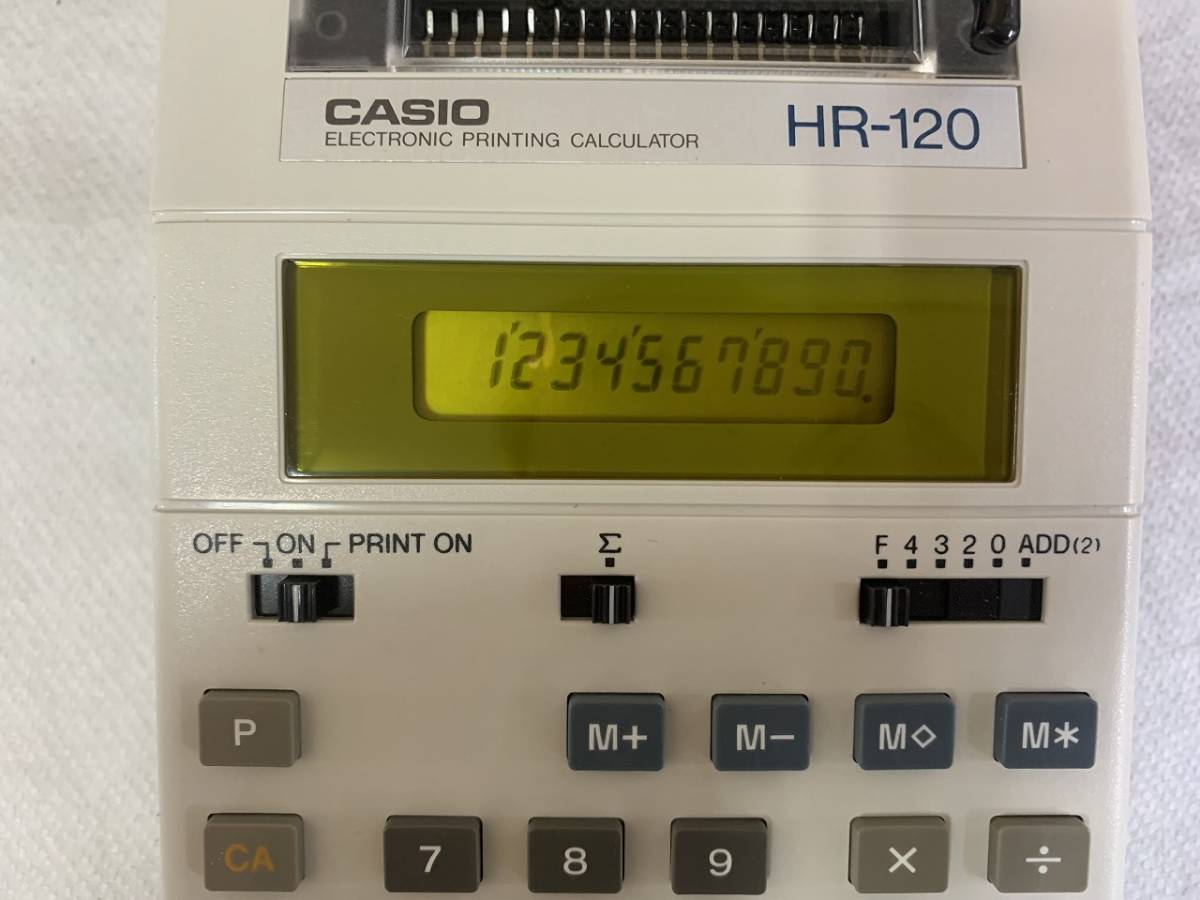 CASIO
ELECTRONIC PRINTING CALCULATOR
HR-120
1'234'567'890.
OFF ON PRINT ON
Σ
F 4 3 2 0 ADD(2)
P M+ M− M◇ M*
CA 7 8 9 × ÷